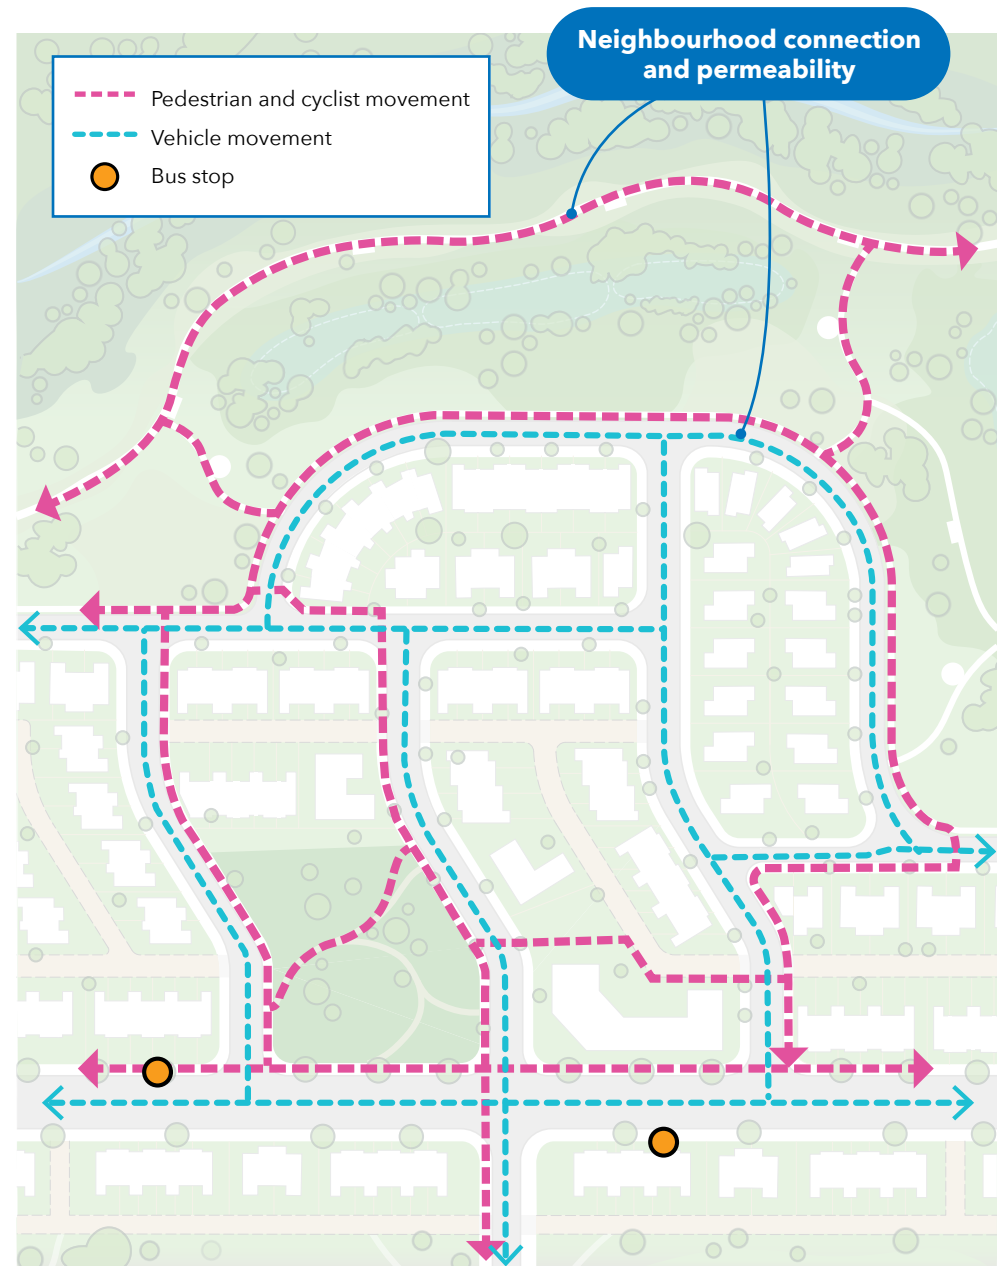 Neighbourhood connection
and permeability
Pedestrian and cyclist movement
Vehicle movement
Bus stop